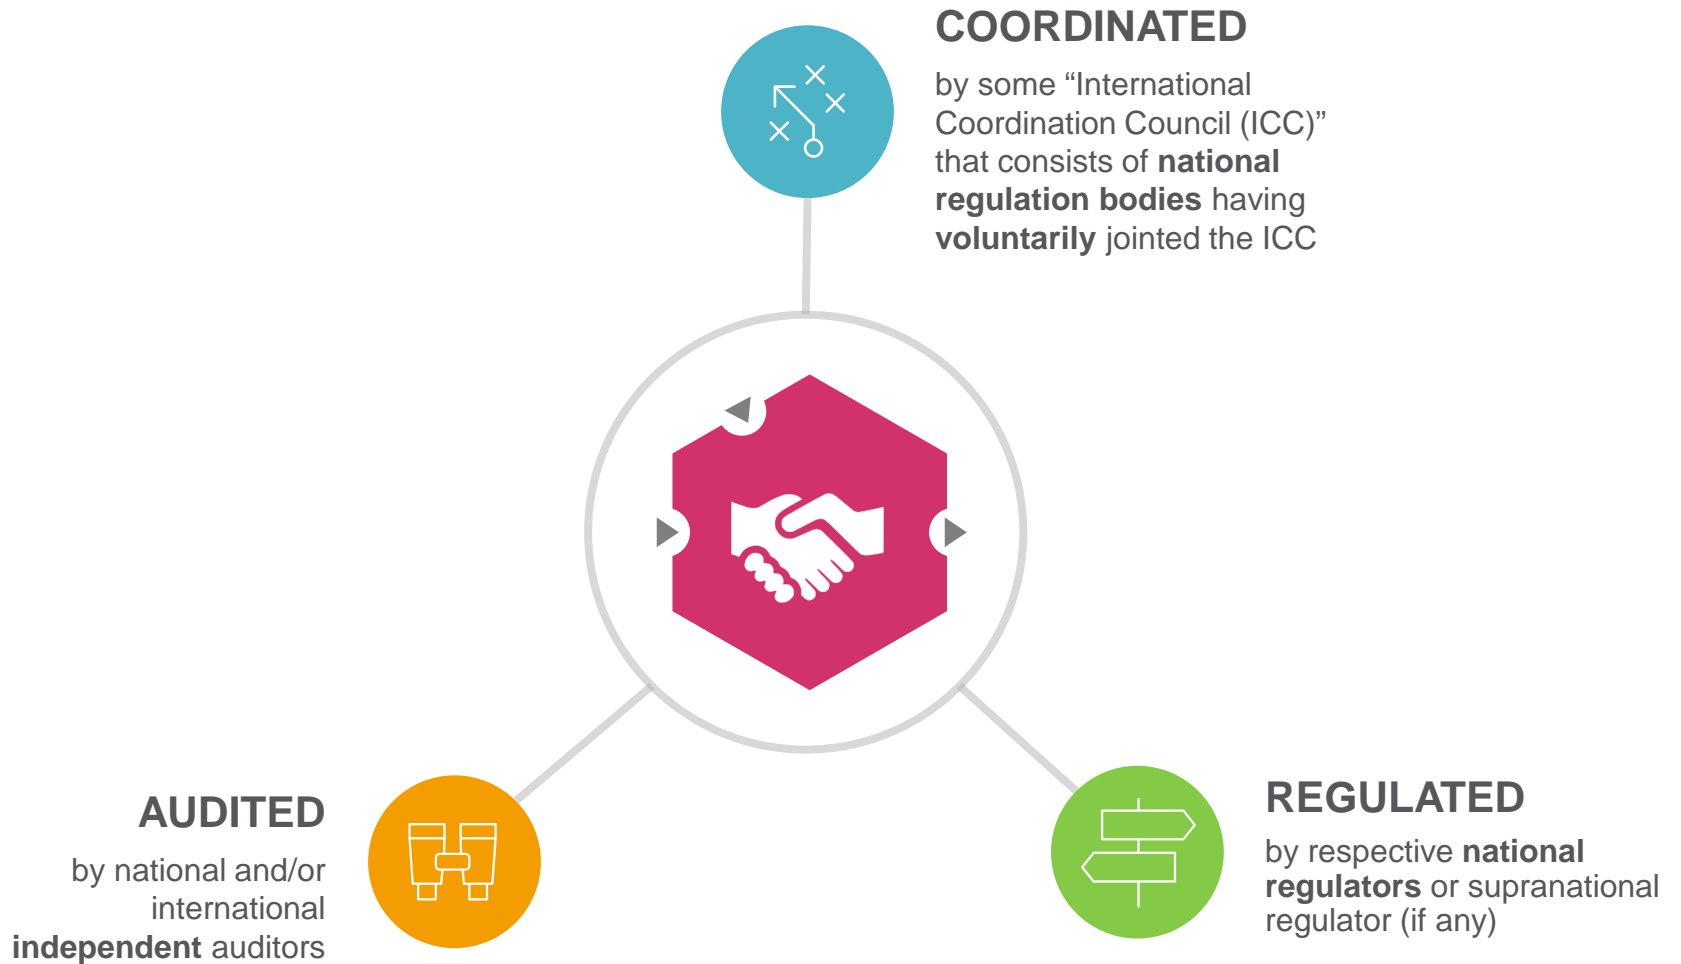 COORDINATED
by some “International
Coordination Council (ICC)”
that consists of national
regulation bodies having
voluntarily jointed the ICC
AUDITED
by national and/or
international
independent auditors
REGULATED
by respective national
regulators or supranational
regulator (if any)